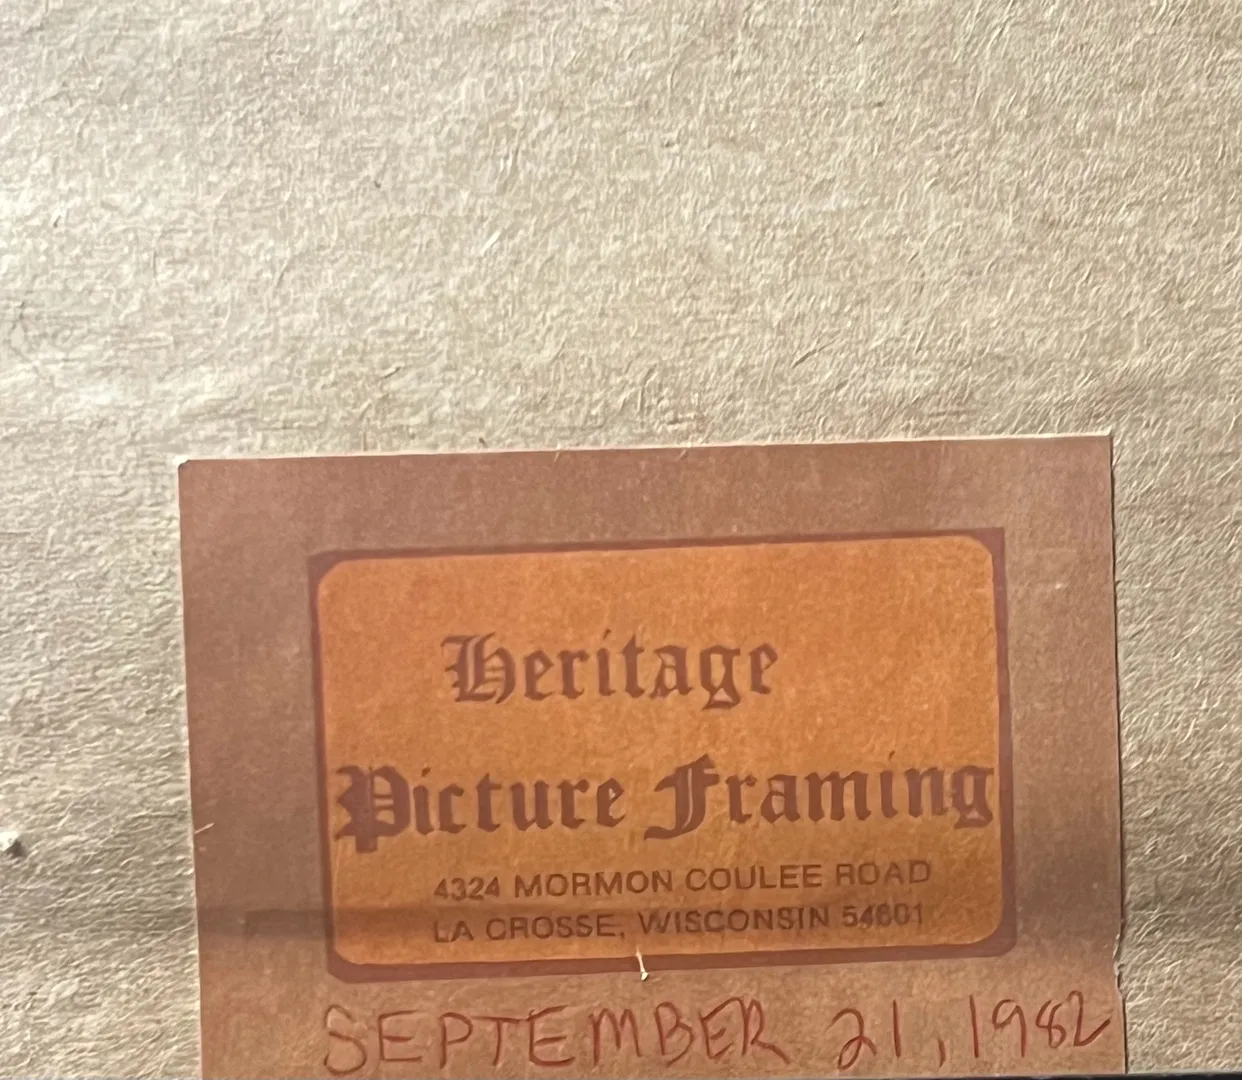 Heritage
Picture Framing
4324 MORMON COULEE ROAD
LA CROSSE, WISCONSIN 54601
SEPTEMBER 21, 1982